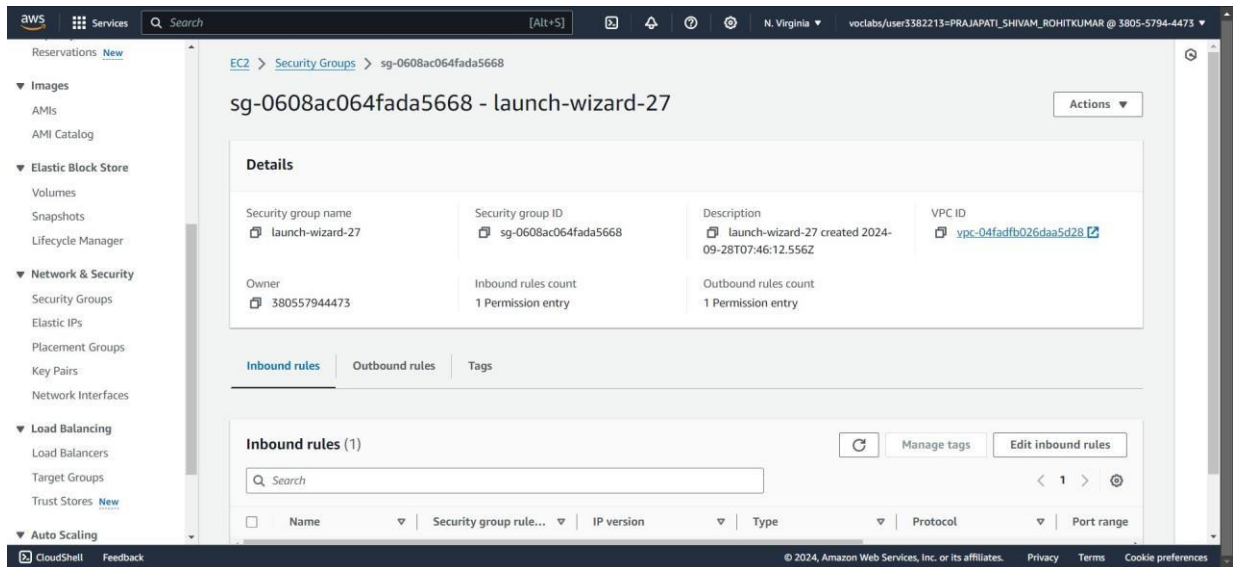 aws Services Search [Alt+S] N. Virginia ▼ voclabs/user3382213=PRAJAPATI_SHIVAM_ROHITKUMAR @ 3805-5794-4473 ▼
Reservations New
▼ Images
AMIs
AMI Catalog
▼ Elastic Block Store
Volumes
Snapshots
Lifecycle Manager
▼ Network & Security
Security Groups
Elastic IPs
Placement Groups
Key Pairs
Network Interfaces
▼ Load Balancing
Load Balancers
Target Groups
Trust Stores New
▼ Auto Scaling
EC2 > Security Groups > sg-0608ac064fada5668
sg-0608ac064fada5668 - launch-wizard-27
Actions ▼
Details
Security group name
launch-wizard-27
Security group ID
sg-0608ac064fada5668
Description
launch-wizard-27 created 2024-
09-28T07:46:12.556Z
VPC ID
vpc-04fadfb026daa5d28
Owner
380557944473
Inbound rules count
1 Permission entry
Outbound rules count
1 Permission entry
Inbound rules Outbound rules Tags
Inbound rules (1)
Manage tags Edit inbound rules
Search
< 1 >
Name Security group rule... IP version Type Protocol Port range
CloudShell Feedback © 2024, Amazon Web Services, Inc. or its affiliates. Privacy Terms Cookie preferences